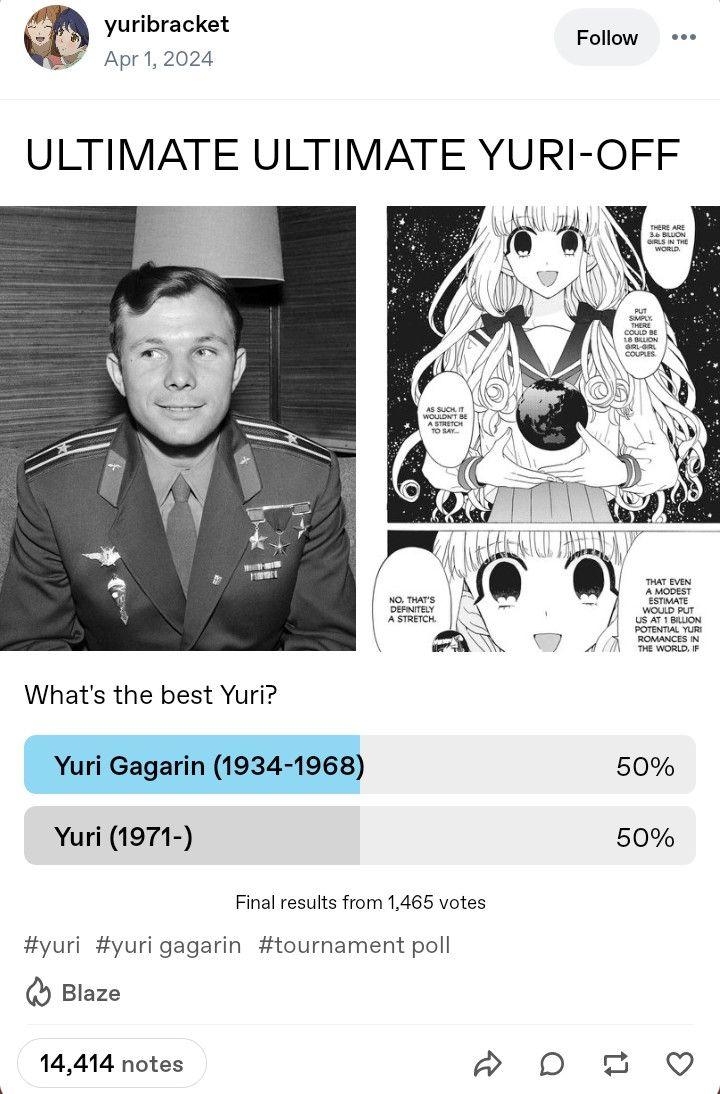 yuribracket
Follow
Apr 1, 2024
ULTIMATE ULTIMATE YURI-OFF
THERE ARE
3.6 BILLION
GIRLS IN THE
WORLD.
PUT
SIMPLY,
THERE
COULD BE
1.8 BILLION
GIRL-GIRL
COUPLES.
AS SUCH, IT
WOULDN'T BE
A STRETCH
TO SAY...
NO, THAT'S
DEFINITELY
A STRETCH.
THAT EVEN
A MODEST
ESTIMATE
WOULD PUT
US AT 1 BILLION
POTENTIAL YURI
ROMANCES IN
THE WORLD, IF
What's the best Yuri?
Yuri Gagarin (1934-1968) 50%
Yuri (1971-) 50%
Final results from 1,465 votes
#yuri #yuri gagarin #tournament poll
Blaze
14,414 notes